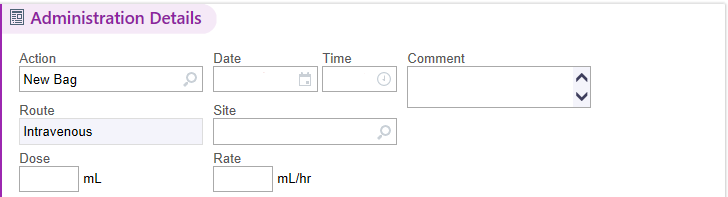 Administration Details
Action Date Time Comment
New Bag
Route Site
Intravenous
Dose Rate
mL mL/hr